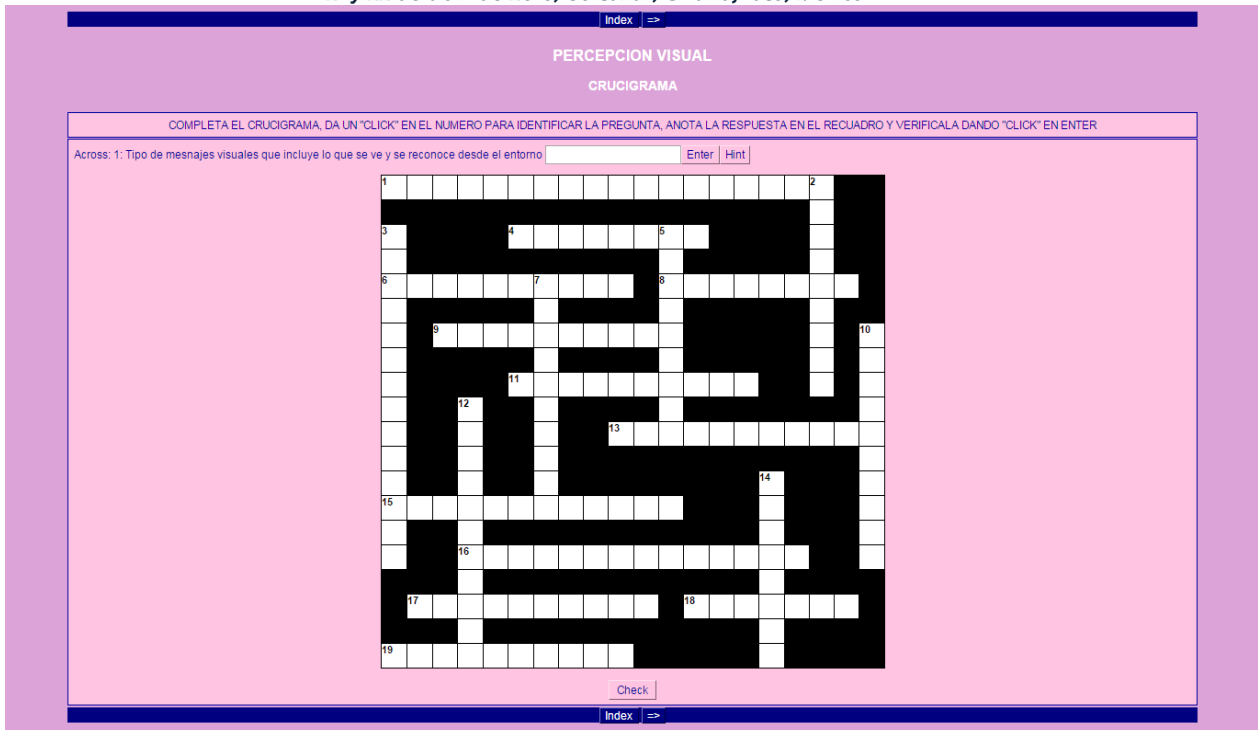 Index =>
PERCEPCION VISUAL
CRUCIGRAMA
COMPLETA EL CRUCIGRAMA, DA UN "CLICK" EN EL NUMERO PARA IDENTIFICAR LA PREGUNTA, ANOTA LA RESPUESTA EN EL RECUADRO Y VERIFICALA DANDO "CLICK" EN ENTER
Across: 1: Tipo de mesnajes visuales que incluye lo que se ve y se reconoce desde el entorno Enter Hint
1 2
3 4 5
6 7 8
9 10
11
12
13
14
15
16
17 18
19
Check
Index =>